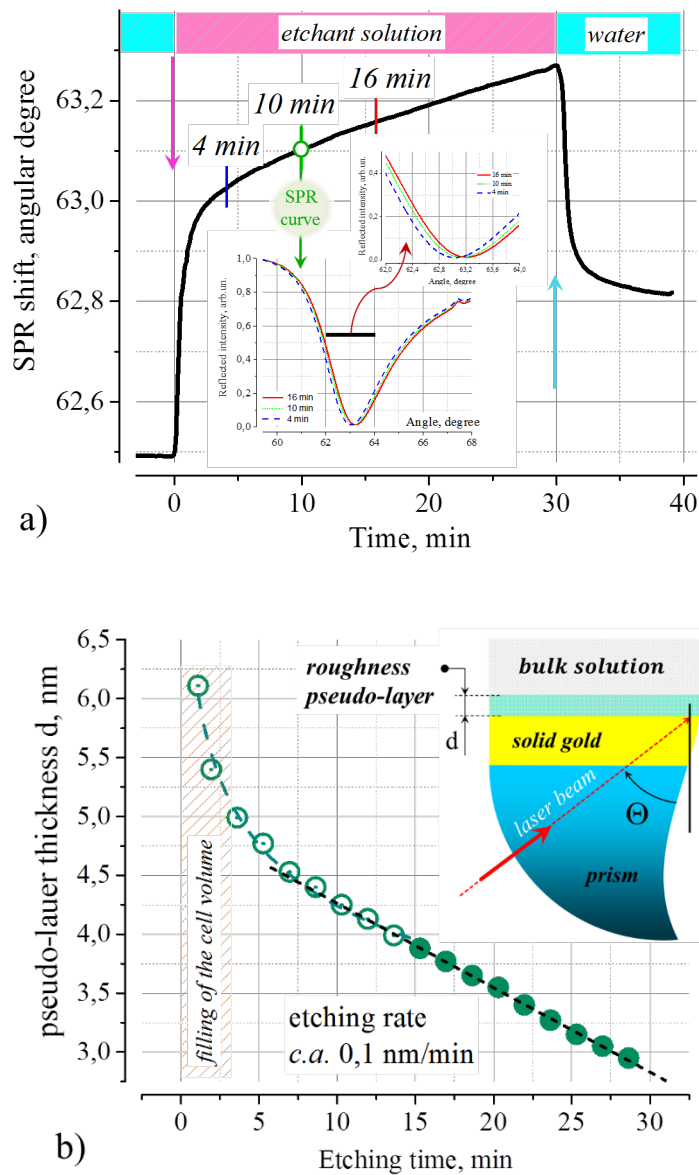 etchant solution
water
63,2
63,0
62,8
62,6
SPR shift, angular degree
4 min
10 min
16 min
SPR
curve
0,4
0,2
0,0
Reflected intensity, arb.un.
16 min
10 min
4 min
62,0 62,4 62,8 63,2 63,6 64,0
Angle, degree
1,0
0,8
0,6
0,4
0,2
0,0
Reflected intensity, arb.un.
16 min
10 min
4 min
Angle, degree
60 62 64 66 68
0 10 20 30 40
Time, min
a)
6,5
6,0
5,5
5,0
4,5
4,0
3,5
3,0
pseudo-lauer thickness d, nm
filling of the cell volume
roughness
pseudo-layer
d
bulk solution
solid gold
laser beam
Θ
prism
etching rate
c.a. 0,1 nm/min
0 5 10 15 20 25 30
Etching time, min
b)